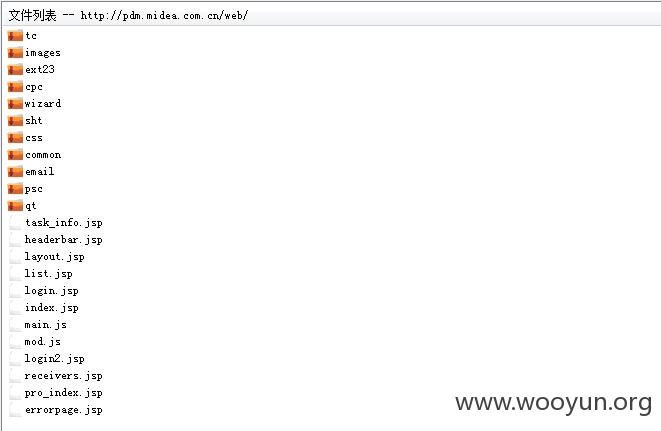 文件列表 -- http://pdm.midea.com.cn/web/
tc
images
ext23
cpc
wizard
sht
css
common
email
psc
qt
task_info.jsp
headerbar.jsp
layout.jsp
list.jsp
login.jsp
index.jsp
main.js
mod.js
login2.jsp
receivers.jsp
pro_index.jsp
errorpage.jsp
www.wooyun.org